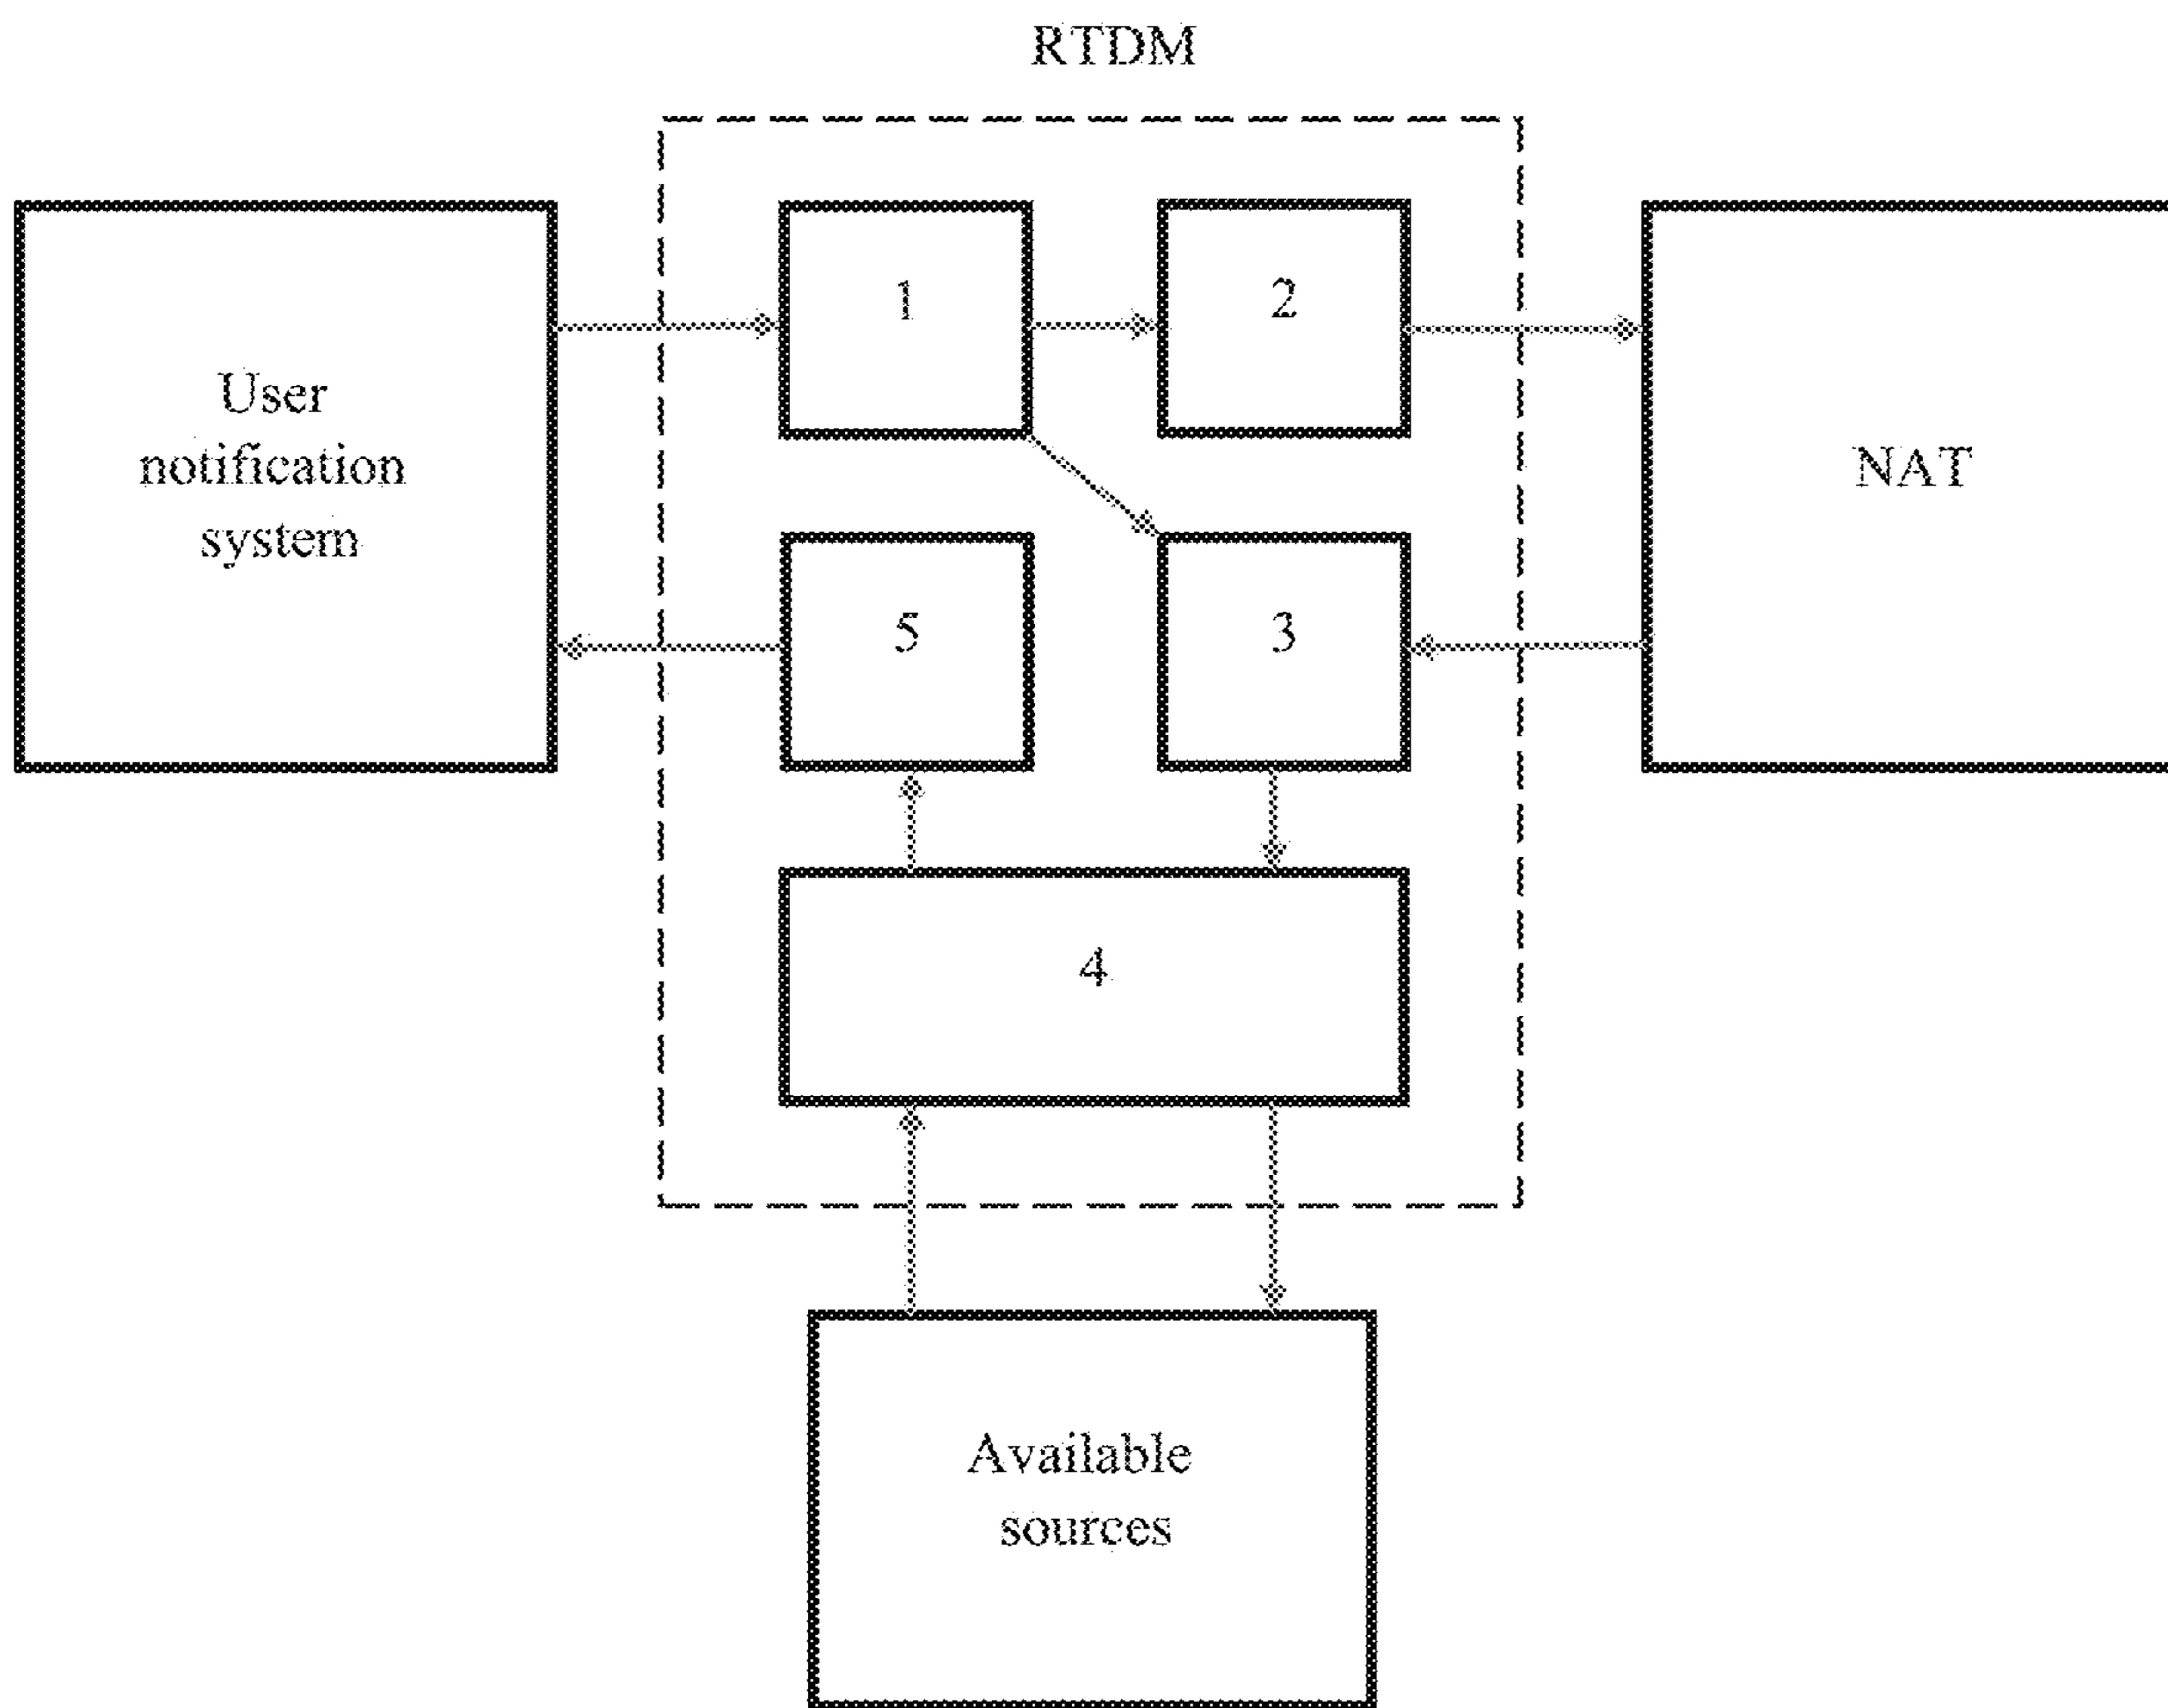 RTDM
1
2
User
notification
system
NAT
5
3
4
Available
sources